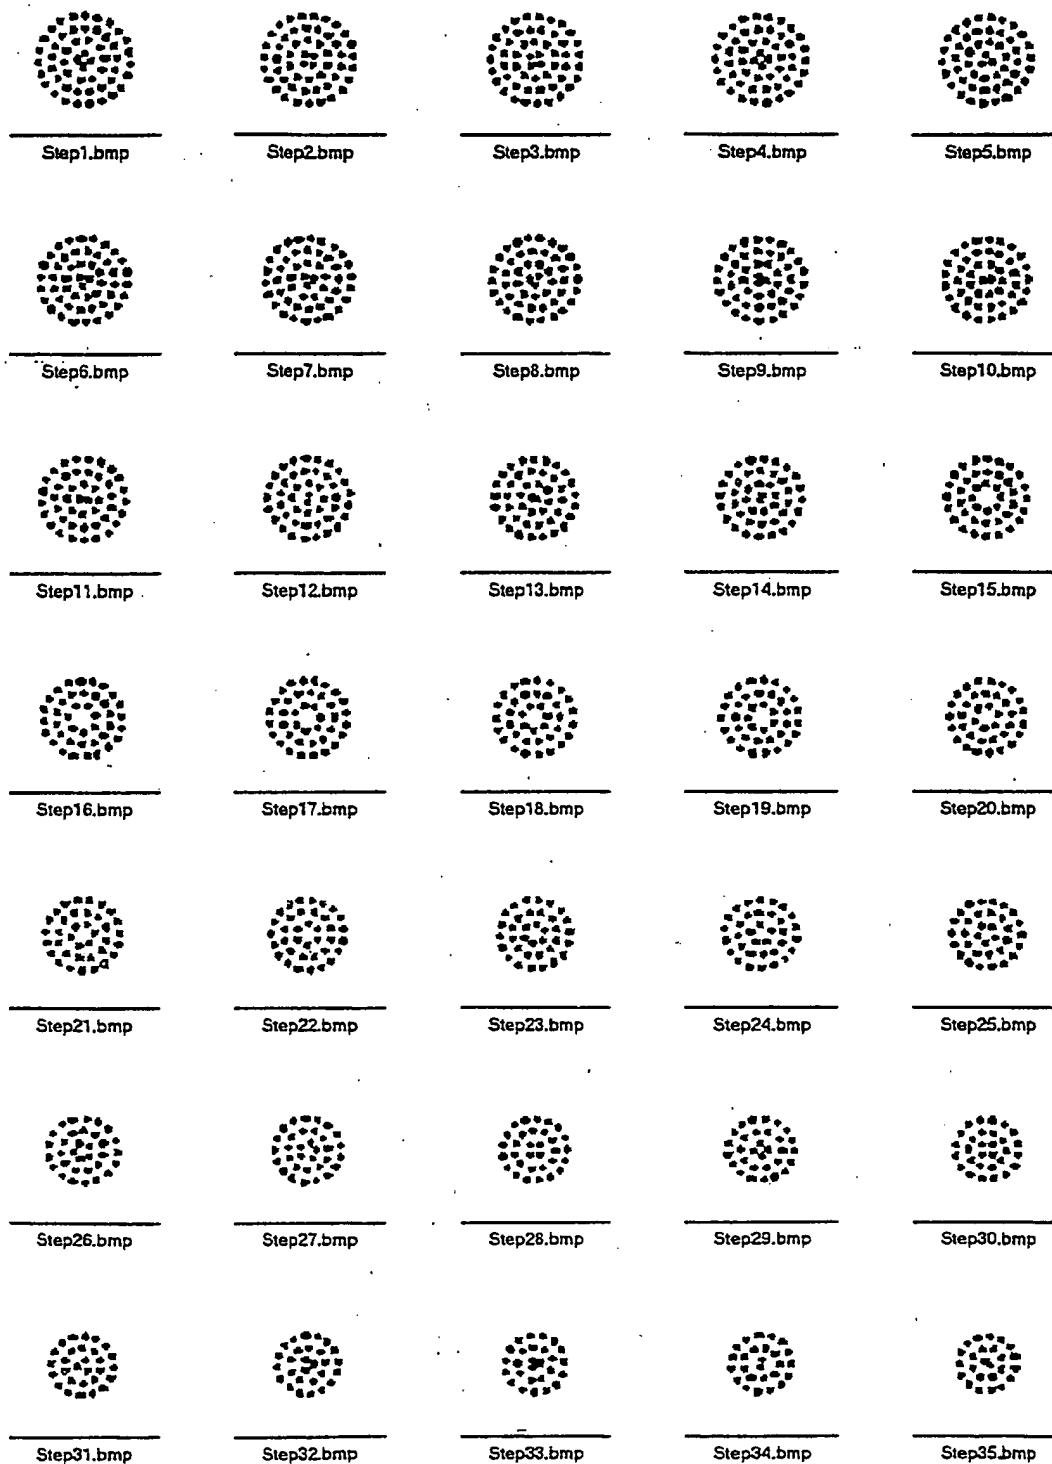 Step1.bmp Step2.bmp Step3.bmp Step4.bmp Step5.bmp
Step6.bmp Step7.bmp Step8.bmp Step9.bmp Step10.bmp
Step11.bmp Step12.bmp Step13.bmp Step14.bmp Step15.bmp
Step16.bmp Step17.bmp Step18.bmp Step19.bmp Step20.bmp
Step21.bmp Step22.bmp Step23.bmp Step24.bmp Step25.bmp
Step26.bmp Step27.bmp Step28.bmp Step29.bmp Step30.bmp
Step31.bmp Step32.bmp Step33.bmp Step34.bmp Step35.bmp